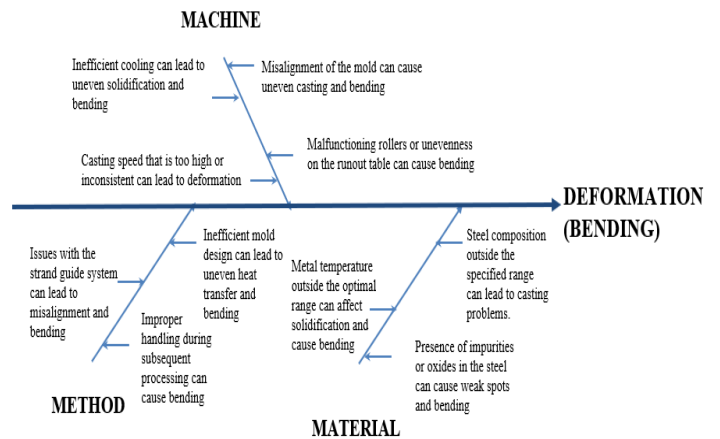 MACHINE
Inefficient cooling can lead to
uneven solidification and
bending
Misalignment of the mold can cause
uneven casting and bending
Malfunctioning rollers or unevenness
on the runout table can cause bending
Casting speed that is too high or
inconsistent can lead to deformation
DEFORMATION
(BENDING)
Issues with the
strand guide system
can lead to
misalignment and
bending
Inefficient mold
design can lead to
uneven heat
transfer and
bending
Improper
handling during
subsequent
processing can
cause bending
METHOD
Metal temperature
outside the optimal
range can affect
solidification and
cause bending
Steel composition
outside the
specified range
can lead to casting
problems.
Presence of impurities
or oxides in the steel
can cause weak spots
and bending
MATERIAL